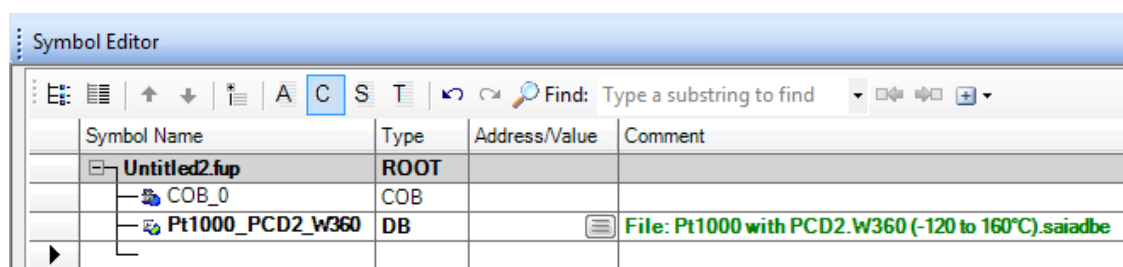 Symbol Editor
A C S T Find: Type a substring to find
Symbol Name Type Address/Value Comment
Untitled2.fup ROOT
COB_0 COB
Pt1000_PCD2_W360 DB File: Pt1000 with PCD2.W360 (-120 to 160°C).saiadbe